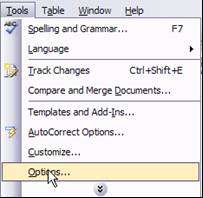 Tools Table Window Help
Spelling and Grammar... F7
Language
Track Changes Ctrl+Shift+E
Compare and Merge Documents...
Templates and Add-Ins...
AutoCorrect Options...
Customize...
Options...